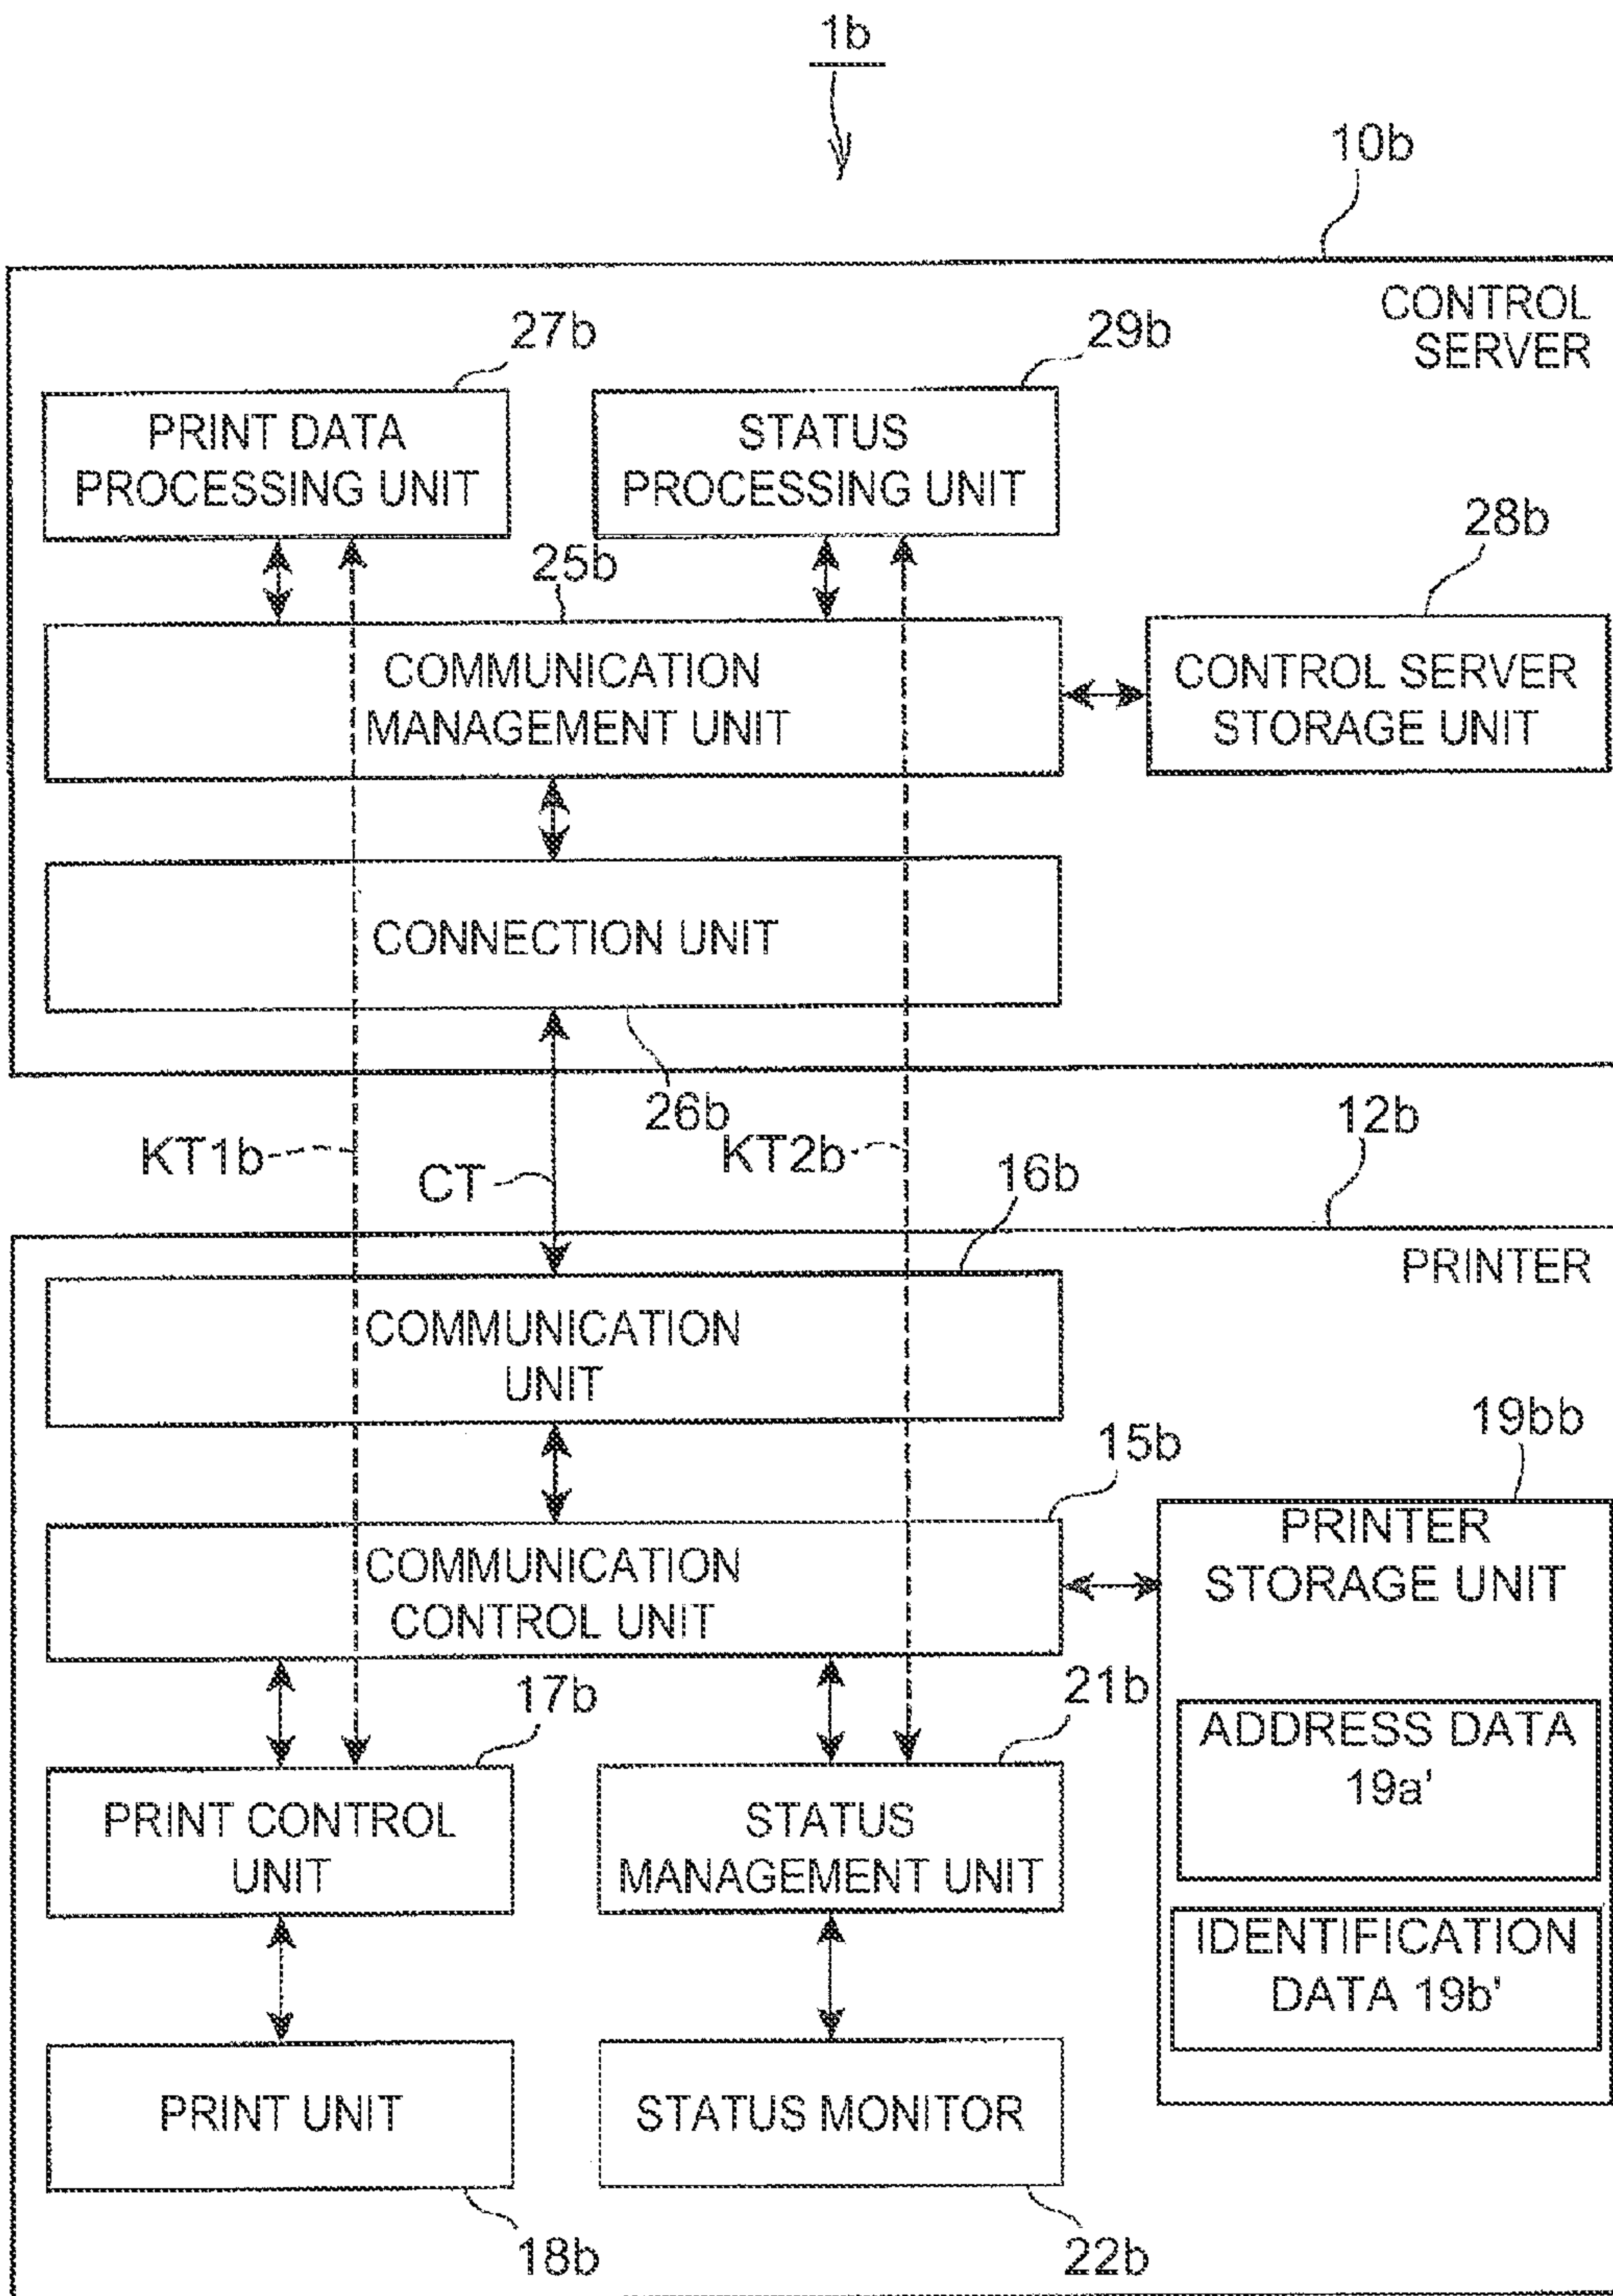 1b
10b
CONTROL
SERVER
27b
29b
PRINT DATA
PROCESSING UNIT
STATUS
PROCESSING UNIT
28b
25b
COMMUNICATION
MANAGEMENT UNIT
CONTROL SERVER
STORAGE UNIT
CONNECTION UNIT
26b
12b
KT1b
CT
KT2b
16b
PRINTER
COMMUNICATION
UNIT
19bb
15b
COMMUNICATION
CONTROL UNIT
PRINTER
STORAGE UNIT
17b
21b
ADDRESS DATA
19a'
PRINT CONTROL
UNIT
STATUS
MANAGEMENT UNIT
IDENTIFICATION
DATA 19b'
PRINT UNIT
STATUS MONITOR
18b
22b